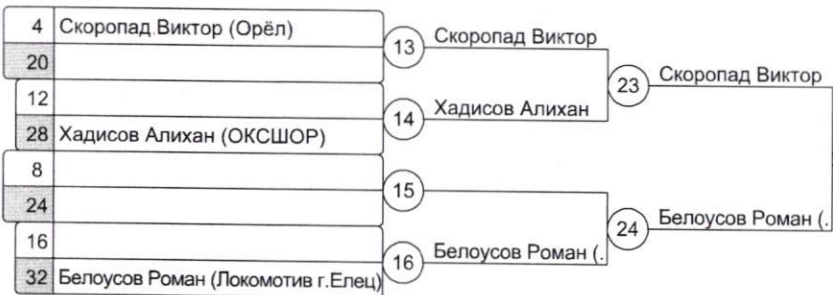 4 Скоропад Виктор (Орёл)
20
13 Скоропад Виктор
12
28 Хадисов Алихан (ОКСШОР)
14 Хадисов Алихан
23 Скоропад Виктор
8
24
15
16
32 Белоусов Роман (Локомотив г.Елец)
16 Белоусов Роман (.
24 Белоусов Роман (.